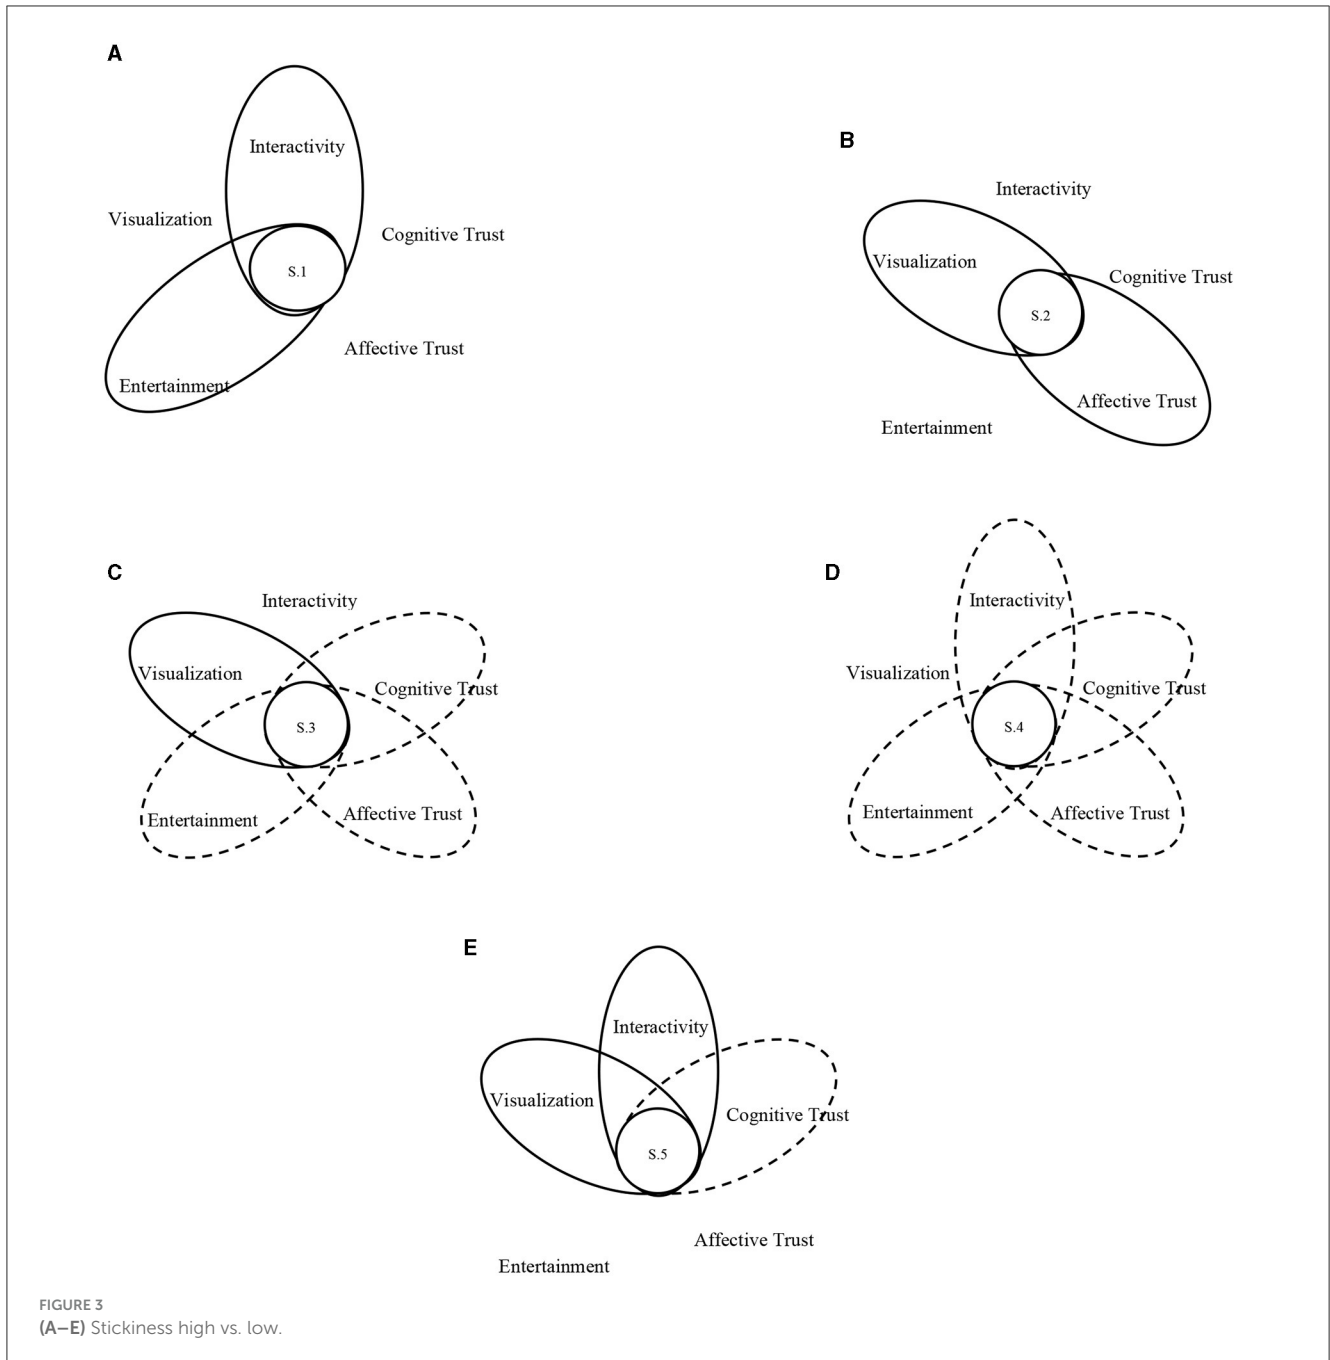 A
Interactivity
Visualization
Cognitive Trust
S.1
Affective Trust
Entertainment
B
Interactivity
Visualization
Cognitive Trust
S.2
Affective Trust
Entertainment
C
Interactivity
Visualization
Cognitive Trust
S.3
Entertainment
Affective Trust
D
Interactivity
Visualization
Cognitive Trust
S.4
Entertainment
Affective Trust
E
Interactivity
Visualization
Cognitive Trust
S.5
Affective Trust
Entertainment
FIGURE 3
(A–E) Stickiness high vs. low.